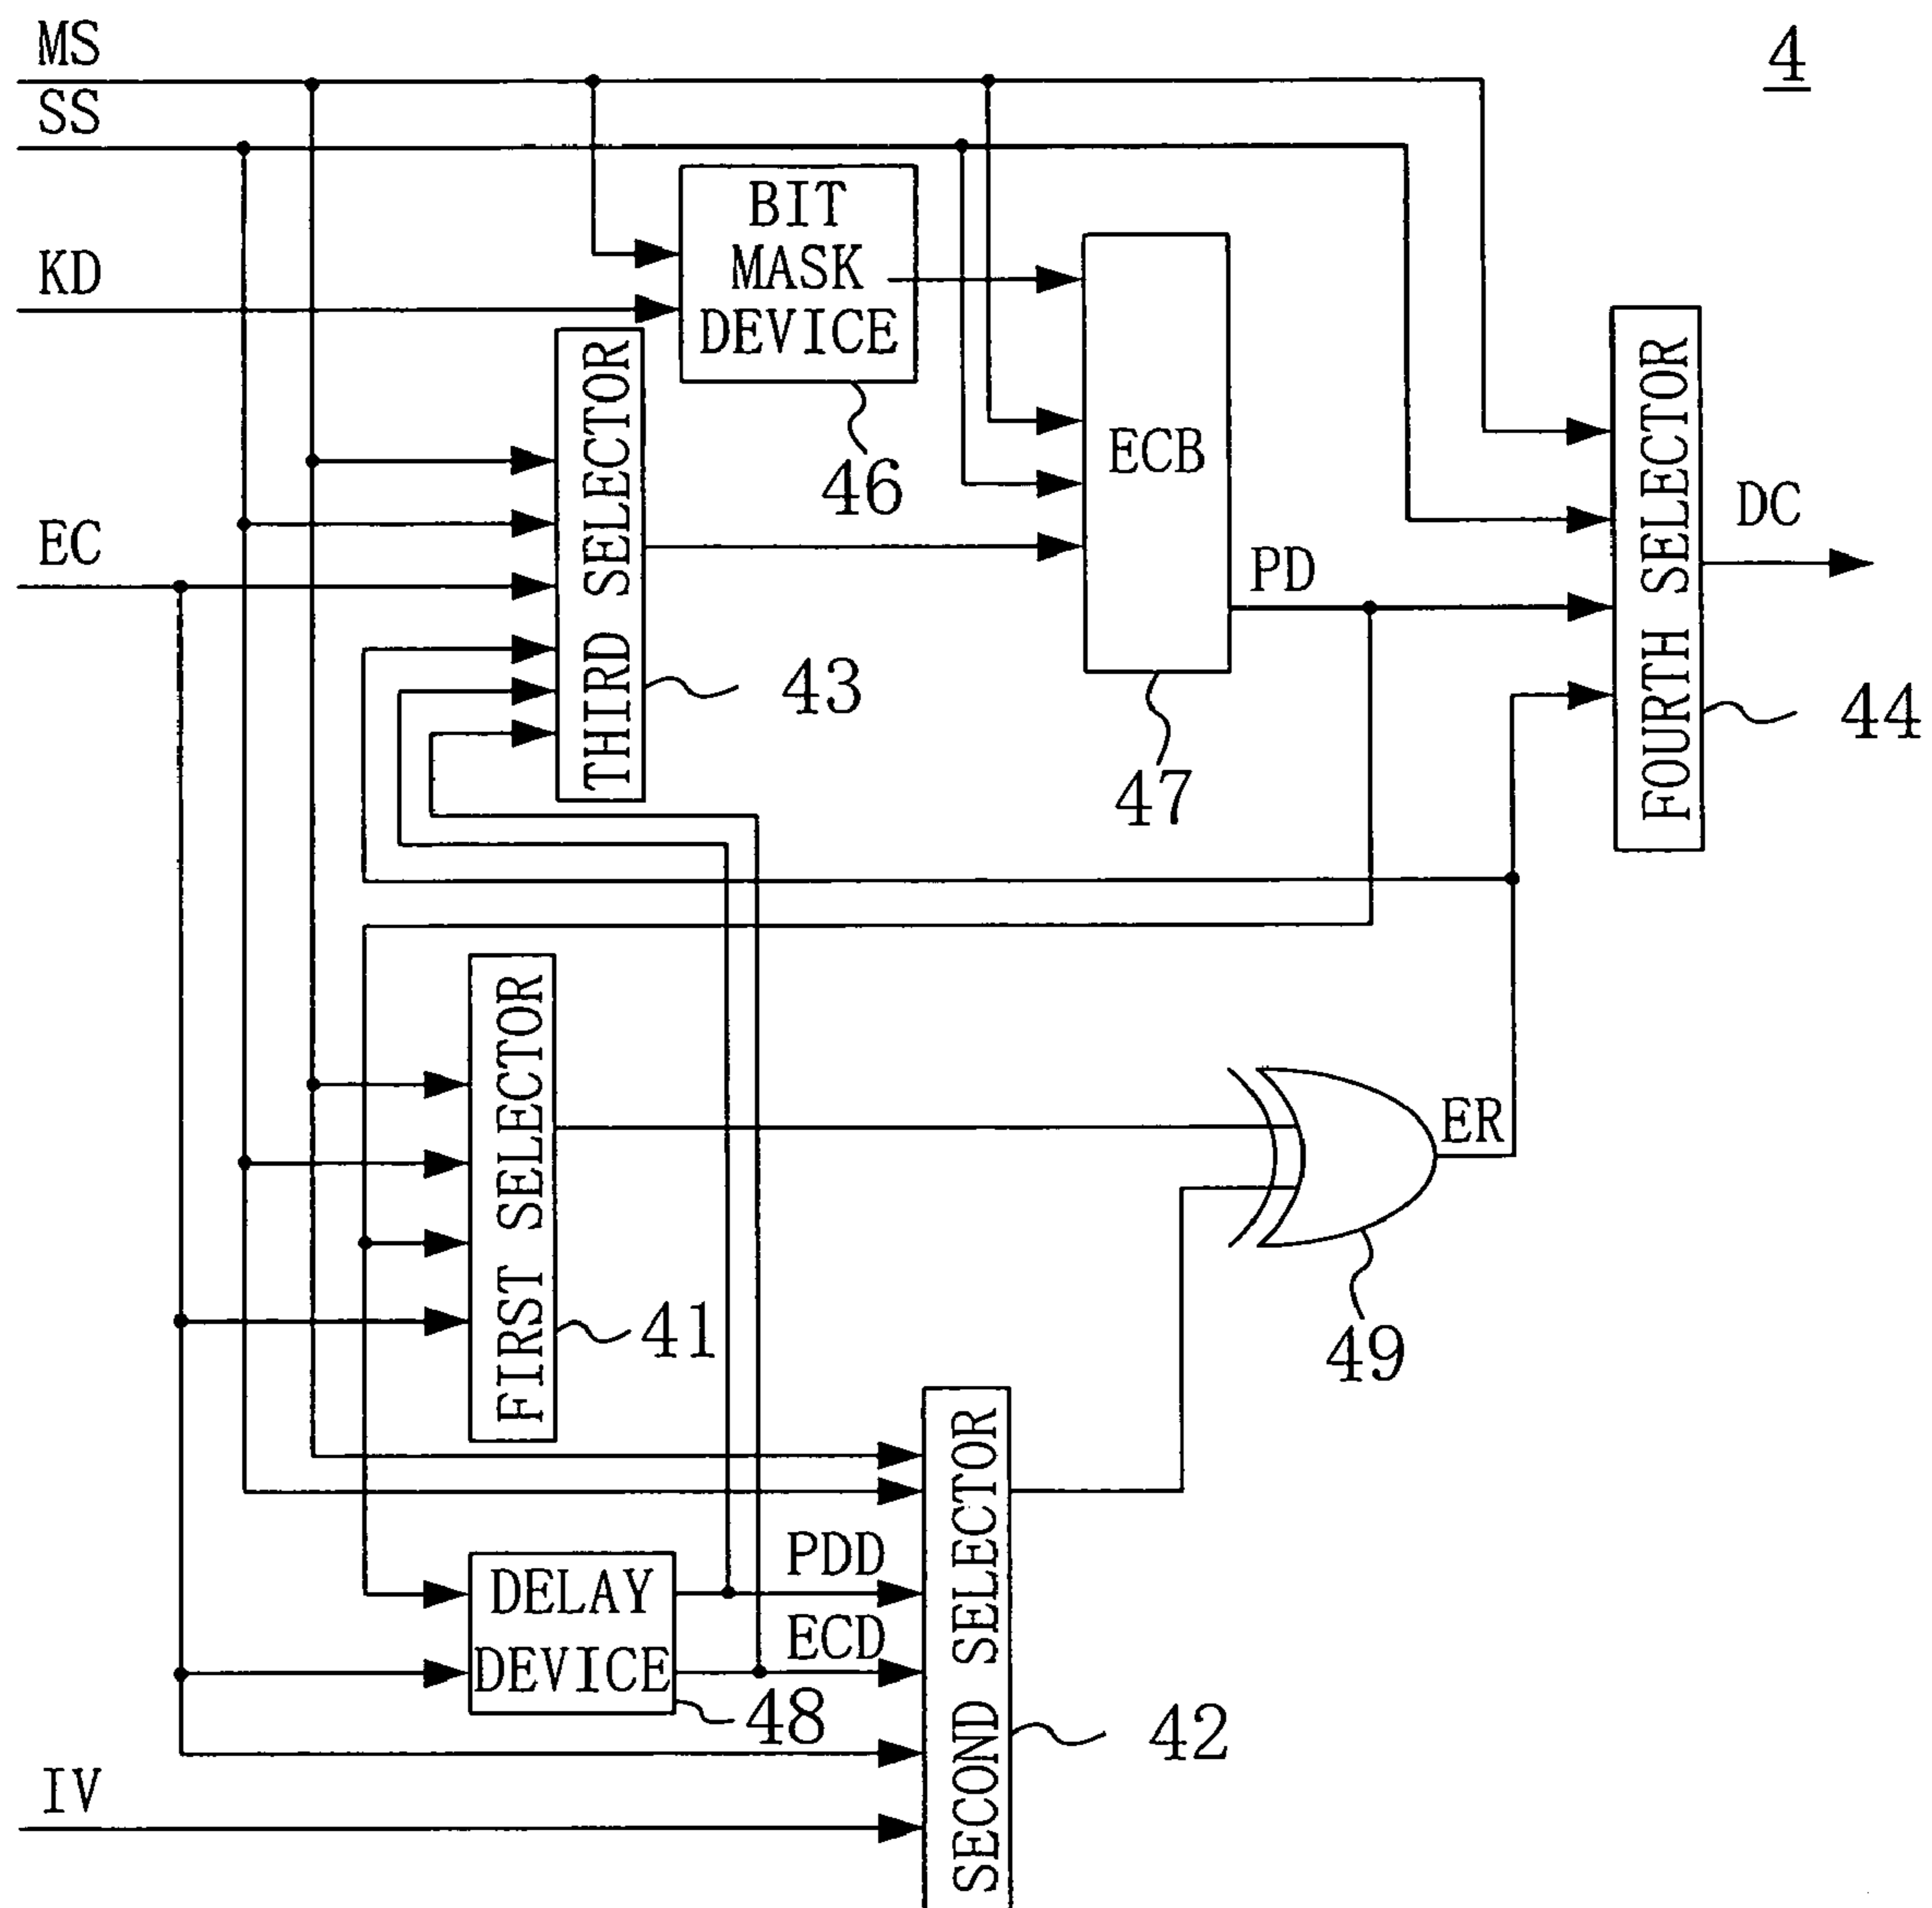 MS
4
SS
BIT
MASK
DEVICE
KD
46
THIRD SELECTOR
43
ECB
47
EC
PD
FOURTH SELECTOR
DC
44
FIRST SELECTOR
41
ER
49
DELAY
DEVICE
48
PDD
ECD
SECOND SELECTOR
42
IV